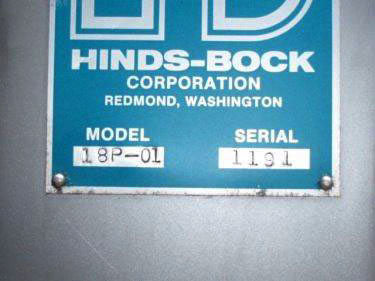 HINDS-BOCK
CORPORATION
REDMOND, WASHINGTON
MODEL SERIAL
18P-01 1191